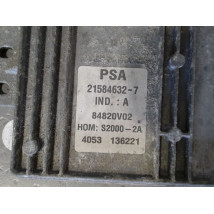 PSA
21584632-7
IND.: A
84820V02
HOM: S2000-2A
4053 136221